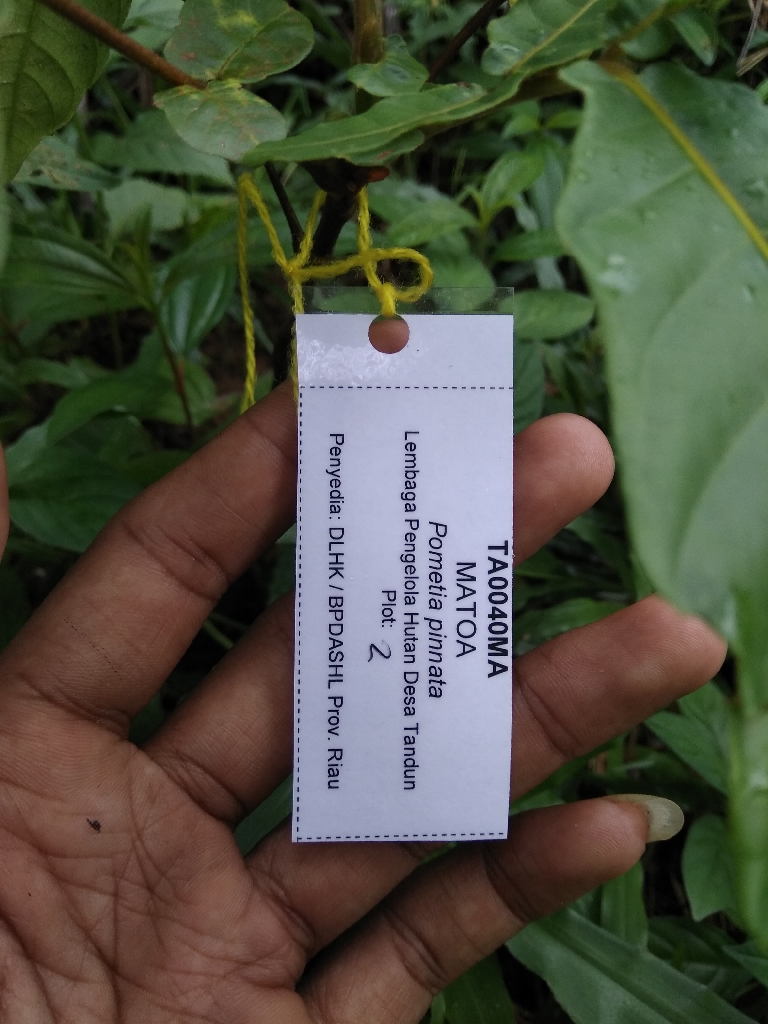 TA0040MA
MATOA
Pometia pinnata
Lembaga Pengelola Hutan Desa Tandun
Plot: 2
Penyedia: DLHK / BPDASHL Prov. Riau